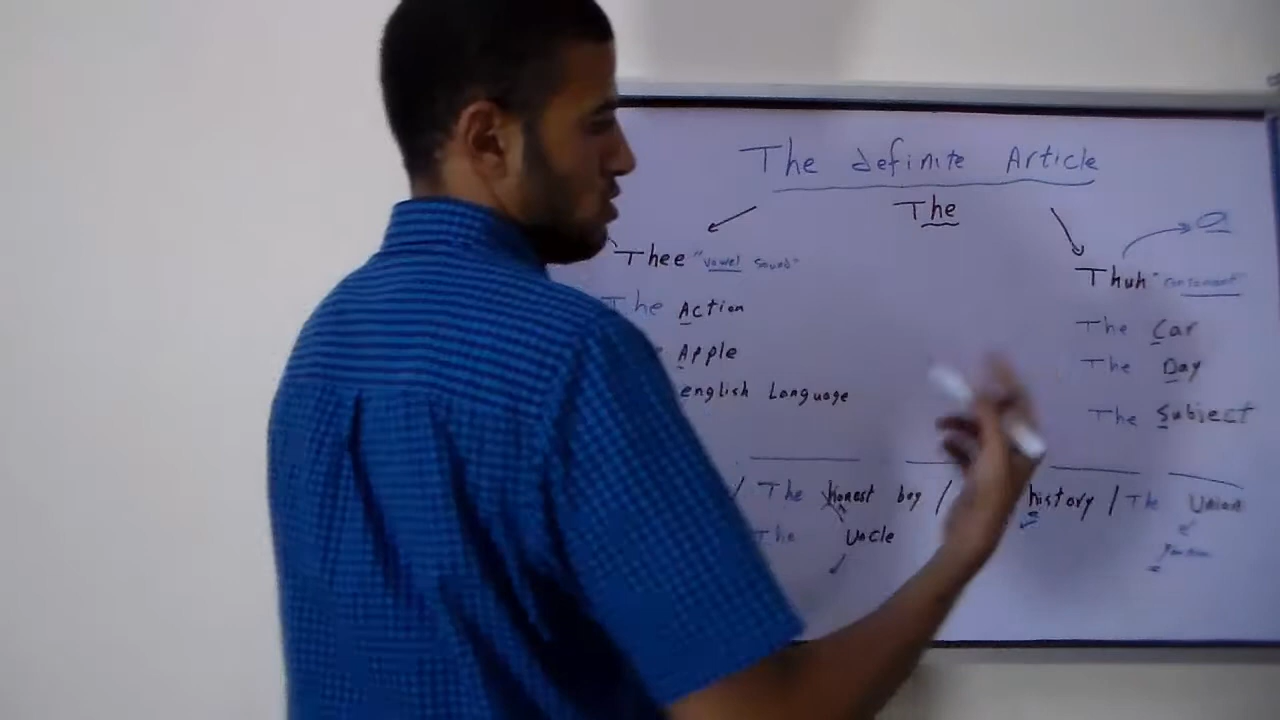 The definite Article
The
Thee "vowel sound"
The Action
Apple
english Language
Thuh "consonant"
The Car
The Day
The Subject
/ The honest boy / history / The Union
The Uncle